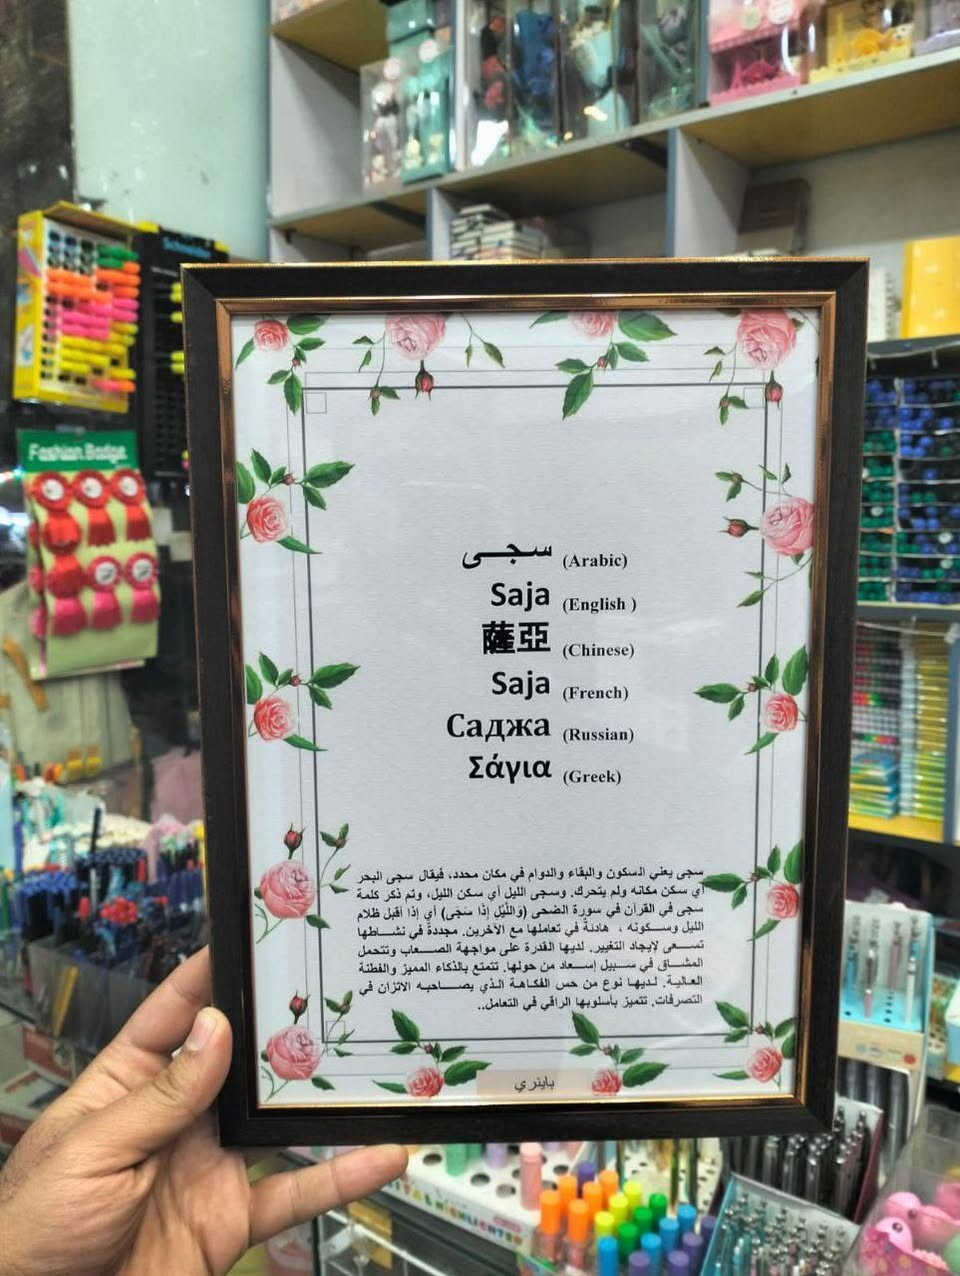 Schneider
Fashion Badge
سجى (Arabic)
Saja (English )
薩亞 (Chinese)
Saja (French)
Саджа (Russian)
Σάγια (Greek)
سجى يعني السكون والبقاء والدوام في مكان محدد، فيقال سجى البحر
أي سكن مكانه ولم يتحرك. وسجى الليل أي سكن الليل، وتم ذكر كلمة
سجى في القرآن في سورة الضحى (وَاللَّيْلِ إِذَا سَجَى) أي إذا أقبل ظلام
الليل وسكونه ، هادئةً في تعاملها مع الآخرين. مجددةً في نشاطها
تسعى لإيجاد التغيير. لديها القدرة على مواجهة الصعاب وتتحمل
المشاق في سبيل إسعاد من حولها. تتمتع بالذكاء المميز والفطنة
العالية. لديها نوع من حس الفكاهة الذي يصاحبه الاتزان في
التصرفات. تتميز بأسلوبها الراقي في التعامل..
باينري
HIGHLIGHTER